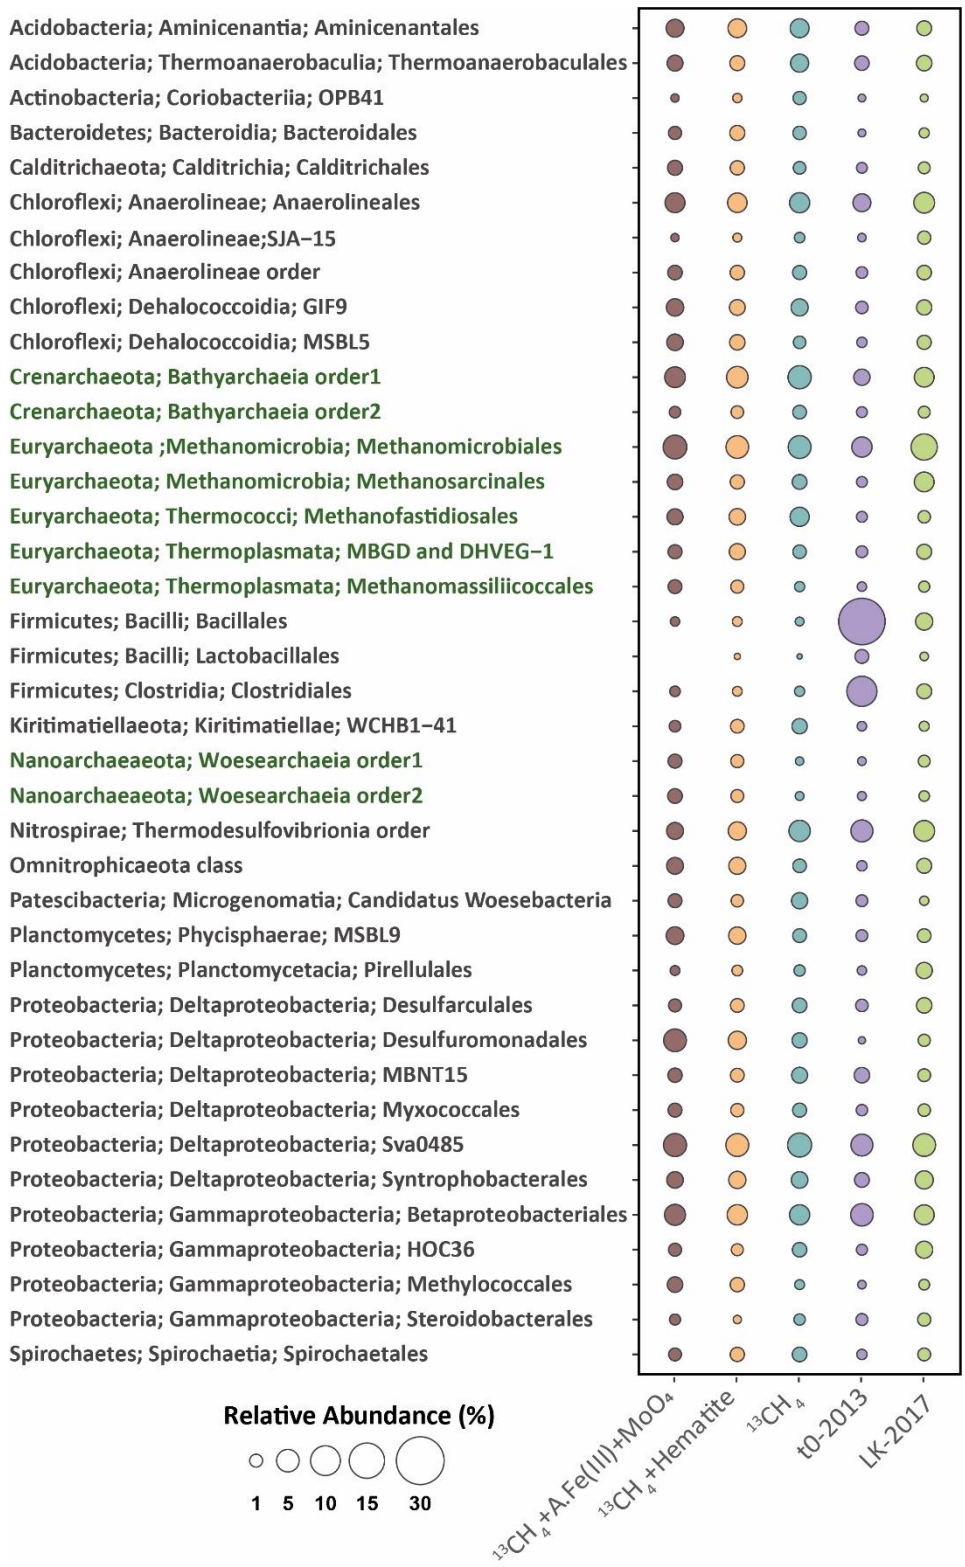 Acidobacteria; Aminicenantia; Aminicenantales
Acidobacteria; Thermoanaerobaculia; Thermoanaerobaculales
Actinobacteria; Coriobacteriia; OPB41
Bacteroidetes; Bacteroidia; Bacteroidales
Calditrichaeota; Calditrichia; Calditrichales
Chloroflexi; Anaerolineae; Anaerolineales
Chloroflexi; Anaerolineae;SJA−15
Chloroflexi; Anaerolineae order
Chloroflexi; Dehalococcoidia; GIF9
Chloroflexi; Dehalococcoidia; MSBL5
Crenarchaeota; Bathyarchaeia order1
Crenarchaeota; Bathyarchaeia order2
Euryarchaeota ;Methanomicrobia; Methanomicrobiales
Euryarchaeota; Methanomicrobia; Methanosarcinales
Euryarchaeota; Thermococci; Methanofastidiosales
Euryarchaeota; Thermoplasmata; MBGD and DHVEG−1
Euryarchaeota; Thermoplasmata; Methanomassiliicoccales
Firmicutes; Bacilli; Bacillales
Firmicutes; Bacilli; Lactobacillales
Firmicutes; Clostridia; Clostridiales
Kiritimatiellaeota; Kiritimatiellae; WCHB1−41
Nanoarchaeaeota; Woesearchaeia order1
Nanoarchaeaeota; Woesearchaeia order2
Nitrospirae; Thermodesulfovibrionia order
Omnitrophicaeota class
Patescibacteria; Microgenomatia; Candidatus Woesebacteria
Planctomycetes; Phycisphaerae; MSBL9
Planctomycetes; Planctomycetacia; Pirellulales
Proteobacteria; Deltaproteobacteria; Desulfarculales
Proteobacteria; Deltaproteobacteria; Desulfuromonadales
Proteobacteria; Deltaproteobacteria; MBNT15
Proteobacteria; Deltaproteobacteria; Myxococcales
Proteobacteria; Deltaproteobacteria; Sva0485
Proteobacteria; Deltaproteobacteria; Syntrophobacterales
Proteobacteria; Gammaproteobacteria; Betaproteobacteriales
Proteobacteria; Gammaproteobacteria; HOC36
Proteobacteria; Gammaproteobacteria; Methylococcales
Proteobacteria; Gammaproteobacteria; Steroidobacterales
Spirochaetes; Spirochaetia; Spirochaetales
¹³CH₄+A.Fe(III)+MoO₄
¹³CH₄+Hematite
¹³CH₄
t0-2013
LK-2017
Relative Abundance (%)
1 5 10 15 30